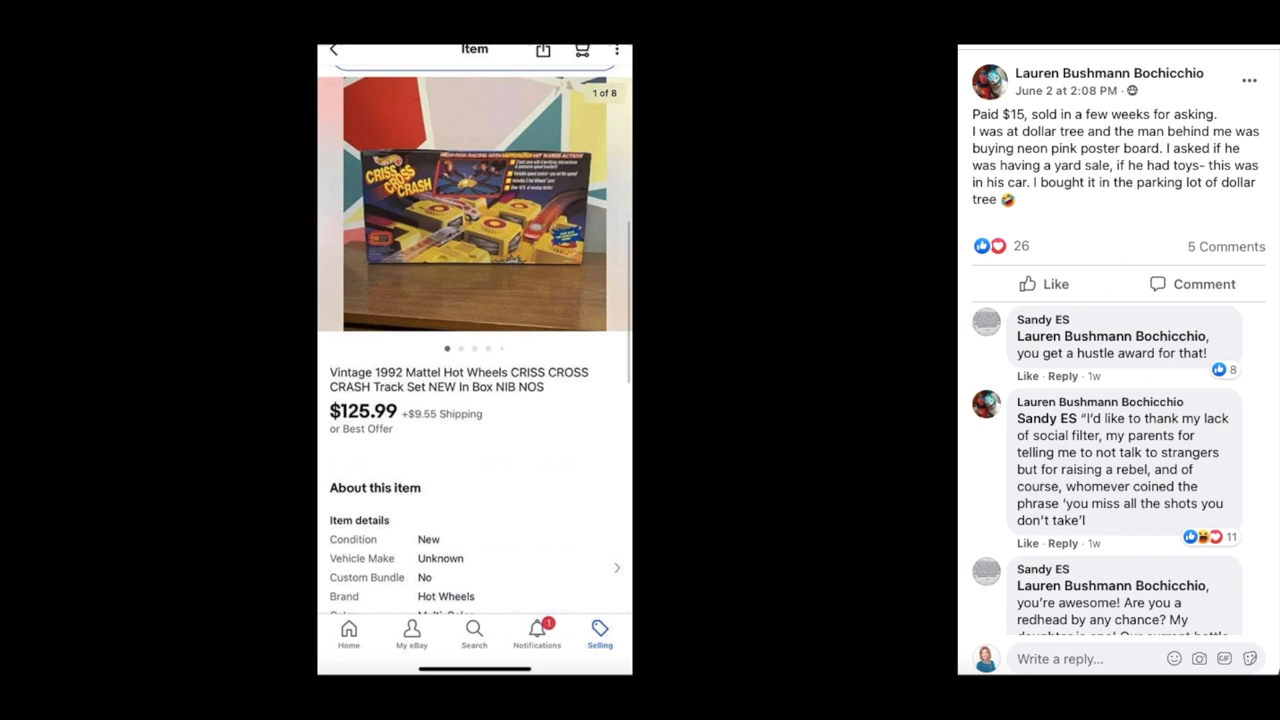 Item
1 of 8
CRISS
CROSS
CRASH
Vintage 1992 Mattel Hot Wheels CRISS CROSS
CRASH Track Set NEW In Box NIB NOS
$125.99 +$9.55 Shipping
or Best Offer
About this item
Item details
Condition New
Vehicle Make Unknown
Custom Bundle No
Brand Hot Wheels
Home
My eBay
Search
1
Notifications
Selling
Lauren Bushmann Bochicchio
June 2 at 2:08 PM ·
Paid $15, sold in a few weeks for asking.
I was at dollar tree and the man behind me was
buying neon pink poster board. I asked if he
was having a yard sale, if he had toys- this was
in his car. I bought it in the parking lot of dollar
tree 🤣
26
5 Comments
Like
Comment
Sandy ES
Lauren Bushmann Bochicchio,
you get a hustle award for that!
Like · Reply · 1w
8
Lauren Bushmann Bochicchio
Sandy ES “I’d like to thank my lack
of social filter, my parents for
telling me to not talk to strangers
but for raising a rebel, and of
course, whomever coined the
phrase ‘you miss all the shots you
don’t take’l
Like · Reply · 1w
11
Sandy ES
Lauren Bushmann Bochicchio,
you’re awesome! Are you a
redhead by any chance? My
Write a reply...
GIF